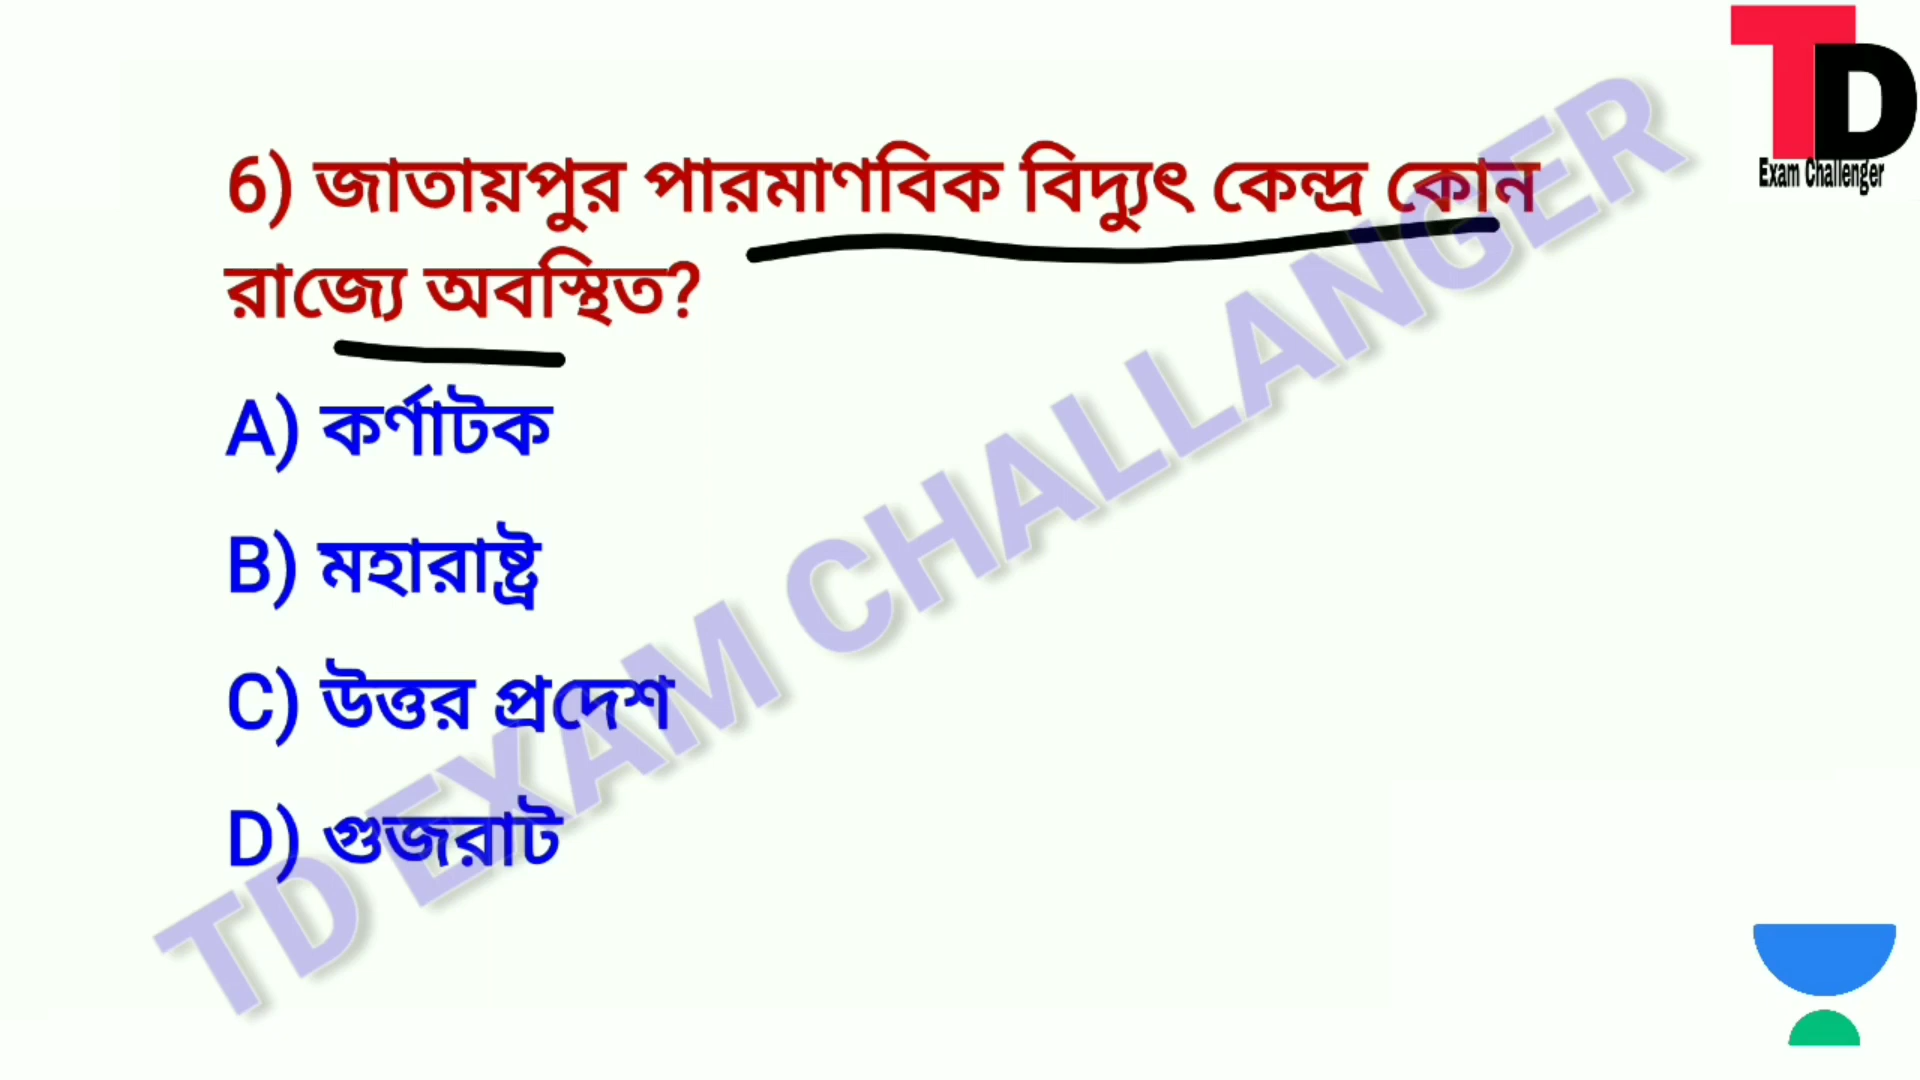 TD
Exam Challenger
6) জাতায়পুর পারমাণবিক বিদ্যুৎ কেন্দ্র কোন
রাজ্যে অবস্থিত?
A) কর্ণাটক
B) মহারাষ্ট্র
C) উত্তর প্রদেশ
D) গুজরাট
TD EXAM CHALLANGER